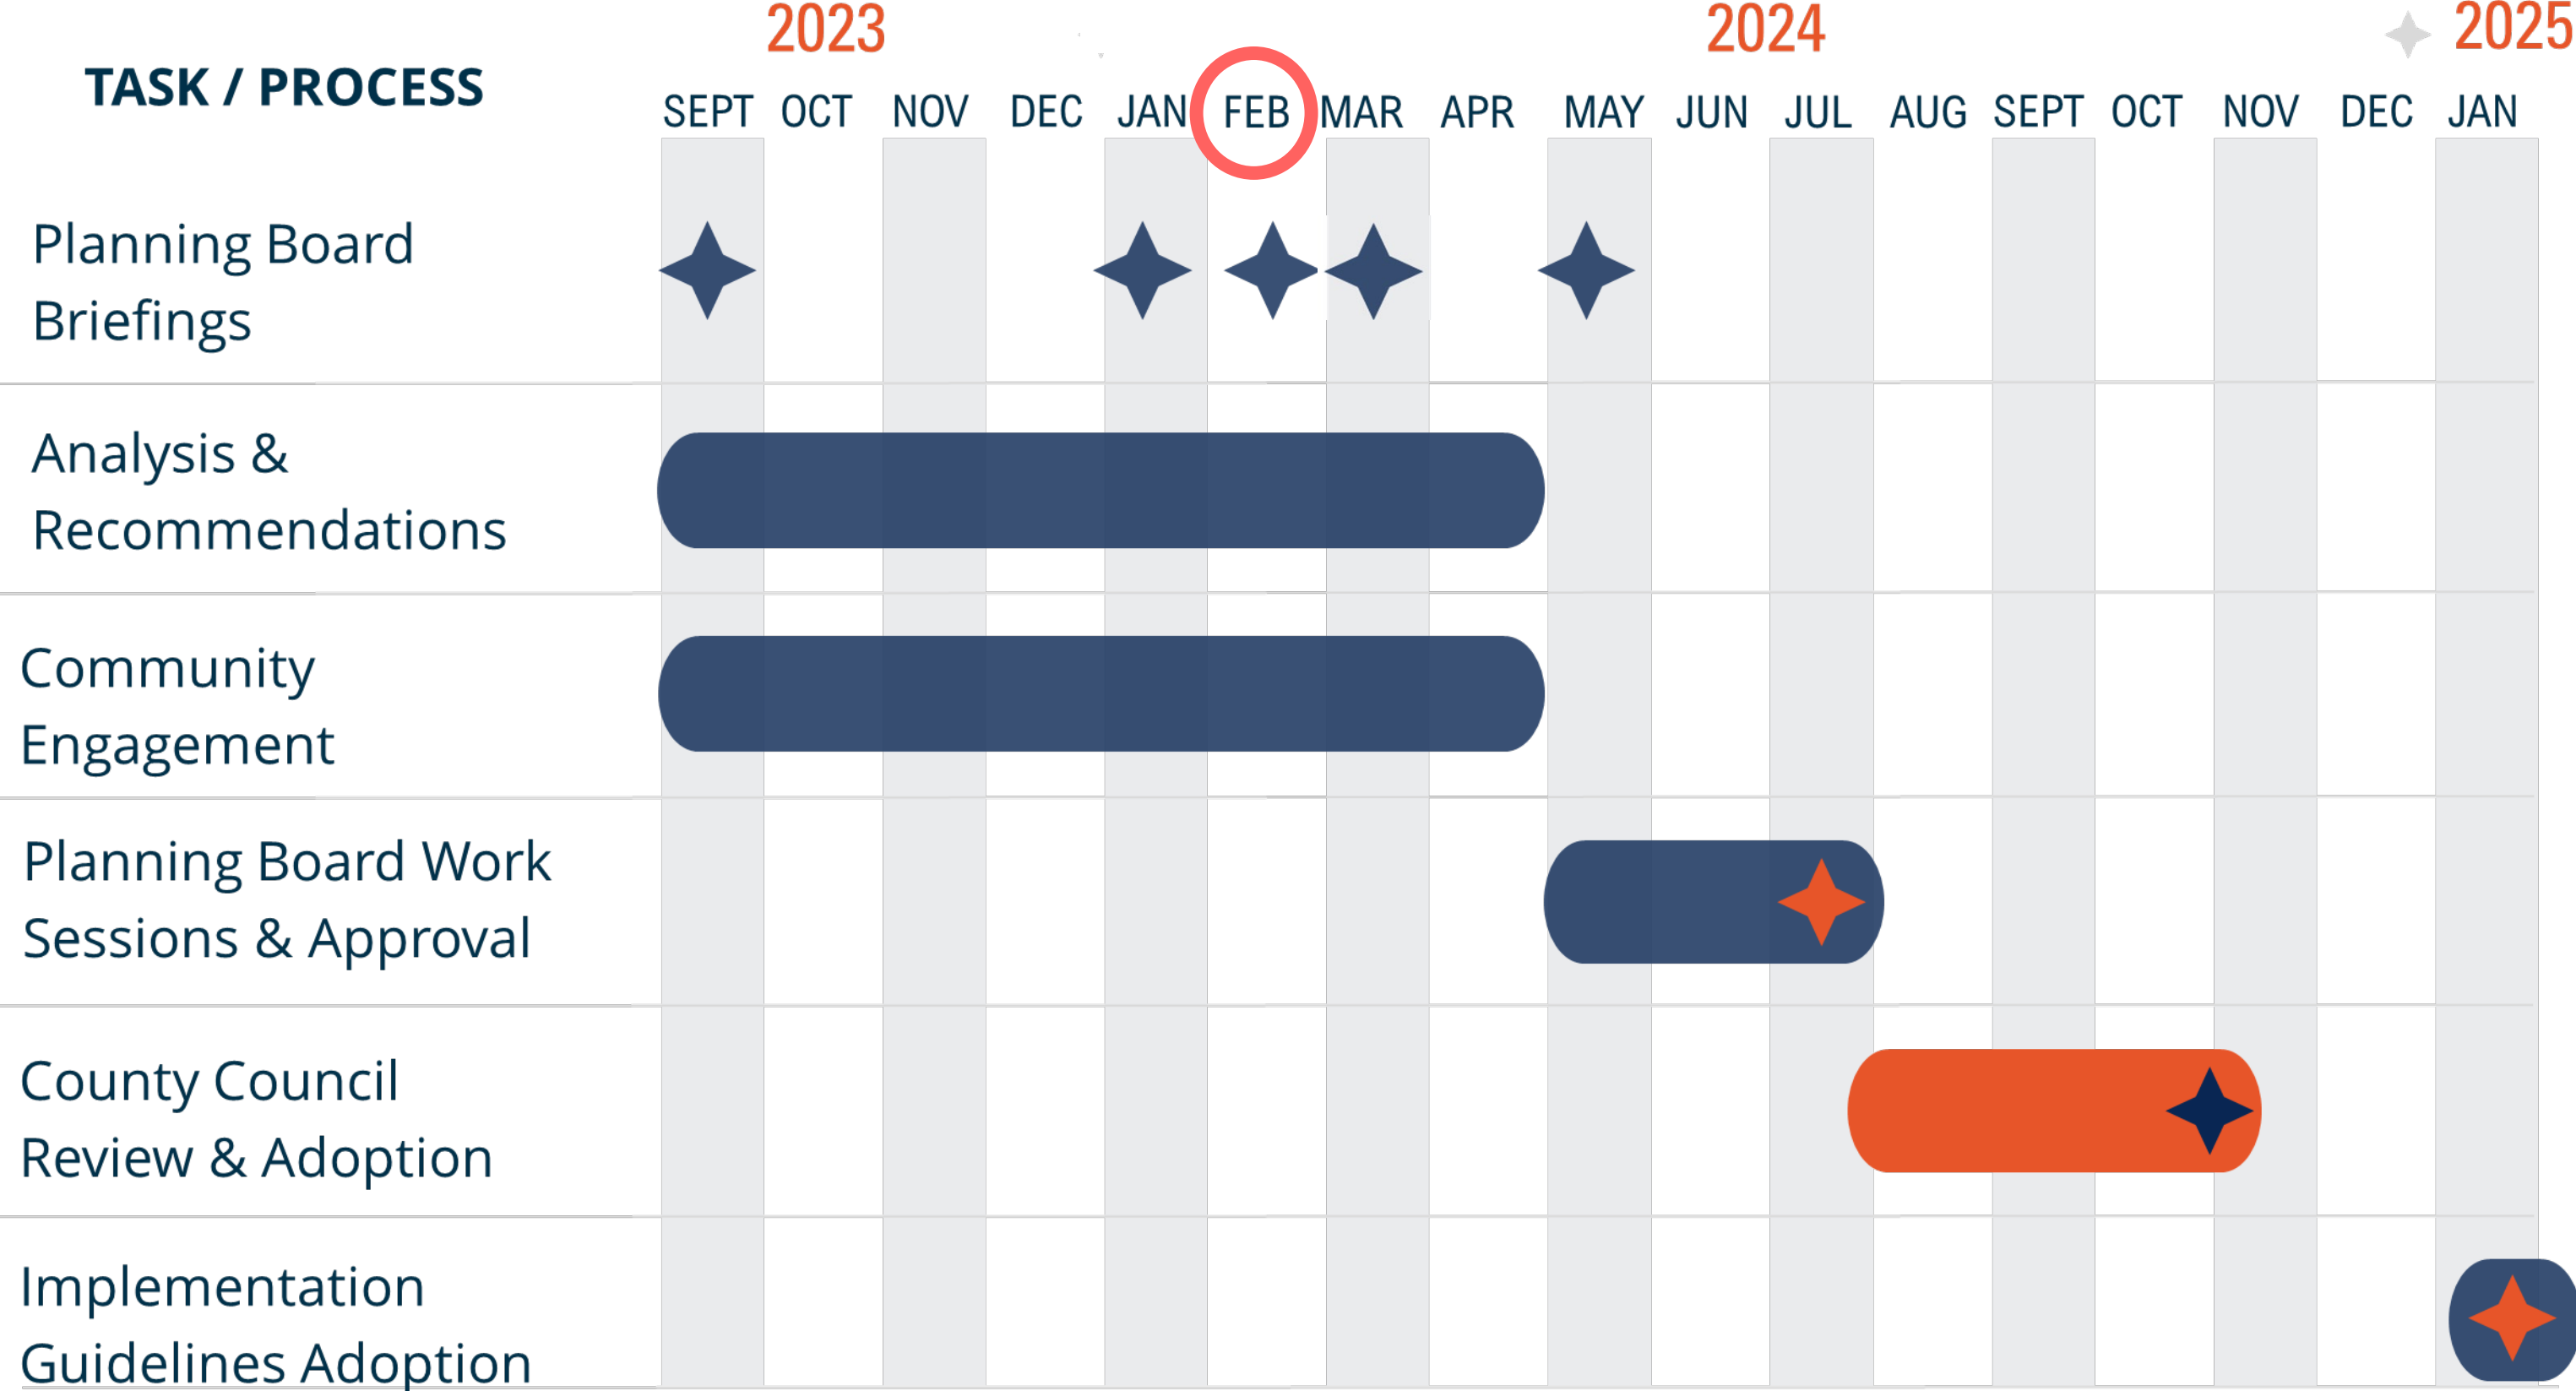 2023 2024 2025
TASK / PROCESS
SEPT OCT NOV DEC JAN FEB MAR APR MAY JUN JUL AUG SEPT OCT NOV DEC JAN
Planning Board
Briefings
Analysis &
Recommendations
Community
Engagement
Planning Board Work
Sessions & Approval
County Council
Review & Adoption
Implementation
Guidelines Adoption